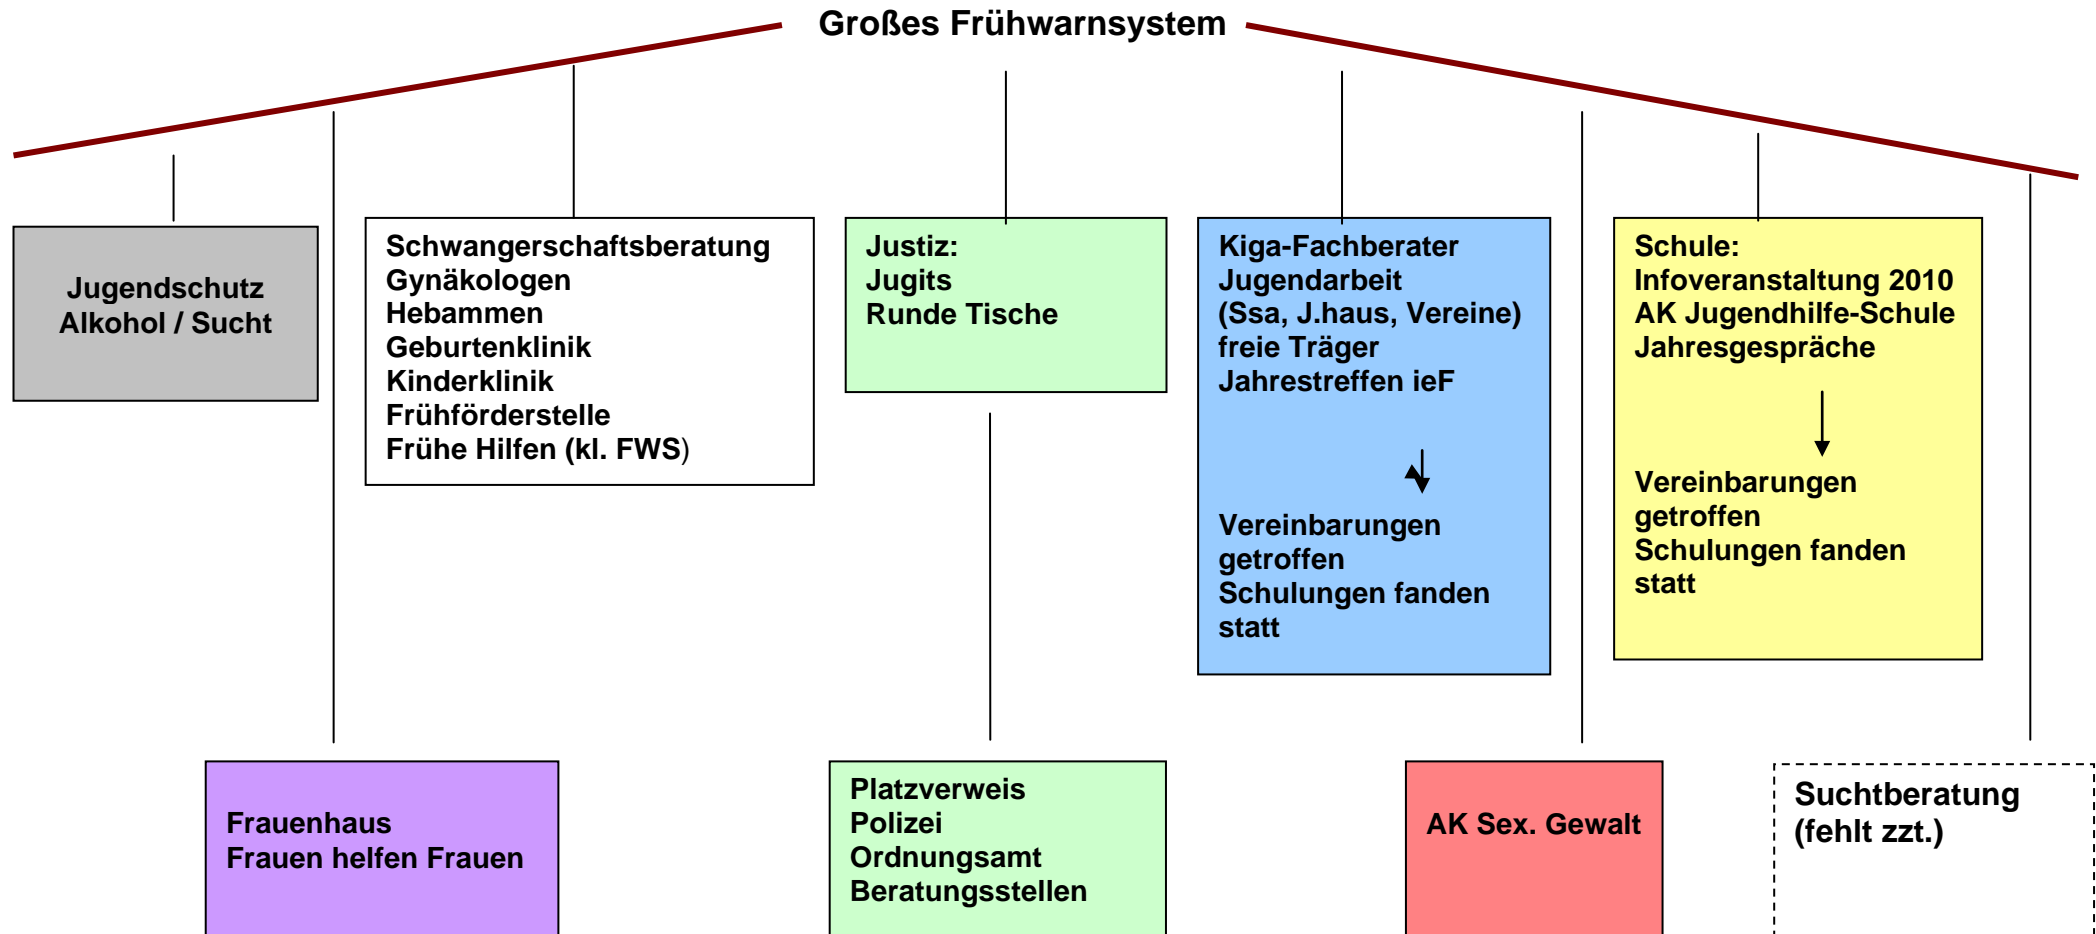 Großes Frühwarnsystem
Jugendschutz
Alkohol / Sucht
Schwangerschaftsberatung
Gynäkologen
Hebammen
Geburtenklinik
Kinderklinik
Frühförderstelle
Frühe Hilfen (kl. FWS)
Justiz:
Jugits
Runde Tische
Kiga-Fachberater
Jugendarbeit
(Ssa, J.haus, Vereine)
freie Träger
Jahrestreffen ieF
Vereinbarungen
getroffen
Schulungen fanden
statt
Schule:
Infoveranstaltung 2010
AK Jugendhilfe-Schule
Jahresgespräche
Vereinbarungen
getroffen
Schulungen fanden
statt
Frauenhaus
Frauen helfen Frauen
Platzverweis
Polizei
Ordnungsamt
Beratungsstellen
AK Sex. Gewalt
Suchtberatung
(fehlt zzt.)